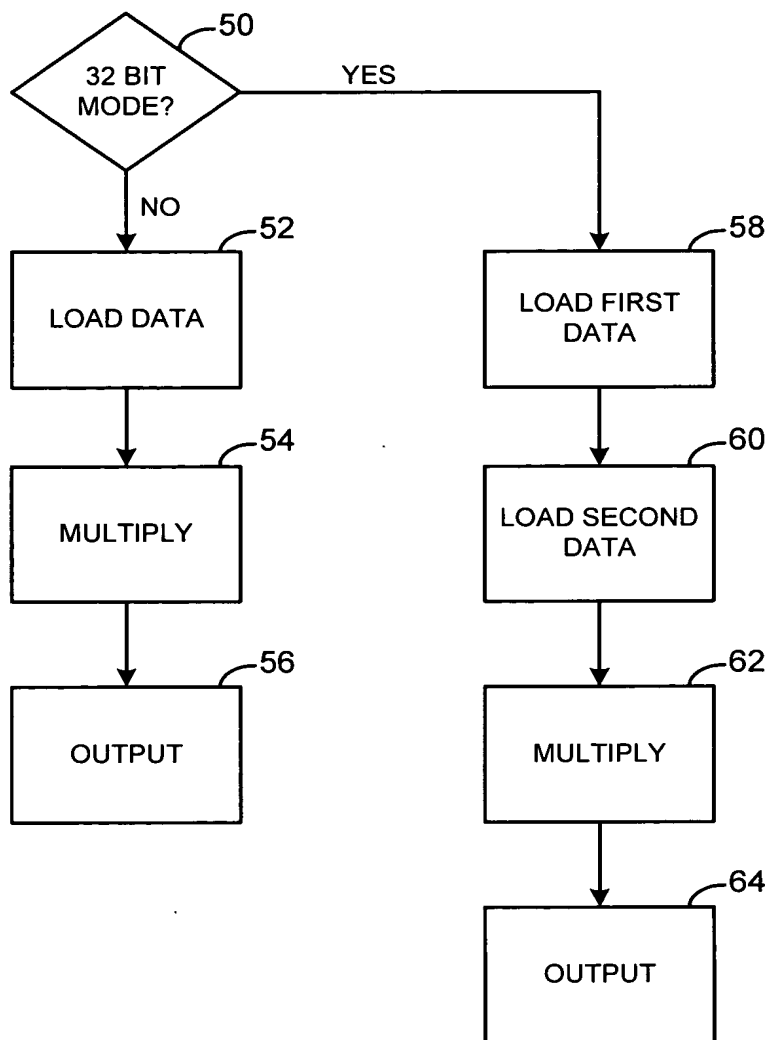 50
32 BIT
MODE?
YES
NO
52
LOAD DATA
58
LOAD FIRST
DATA
54
MULTIPLY
60
LOAD SECOND
DATA
56
OUTPUT
62
MULTIPLY
64
OUTPUT